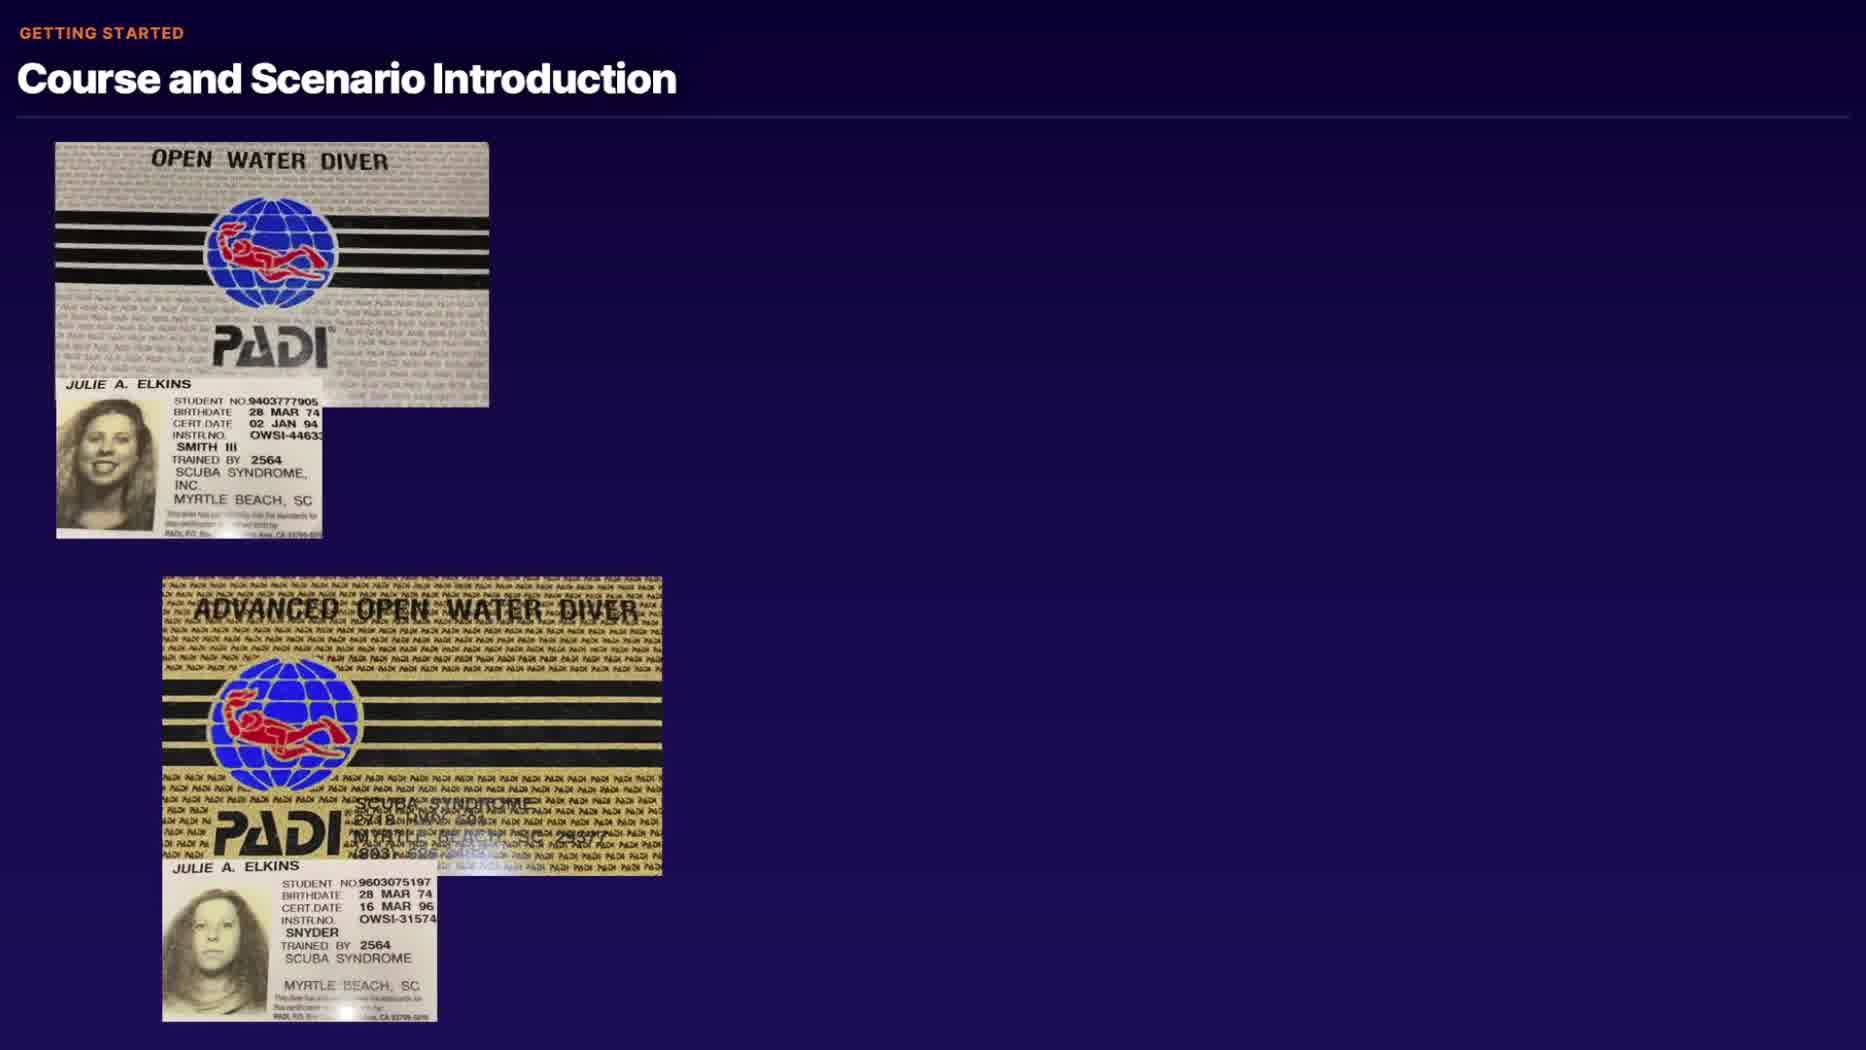 GETTING STARTED
Course and Scenario Introduction
OPEN WATER DIVER
PADI
JULIE A. ELKINS
STUDENT NO. 9403777905
BIRTHDATE 28 MAR 74
CERT.DATE 02 JAN 94
INSTR.NO. OWSI-44633
SMITH III
TRAINED BY 2564
SCUBA SYNDROME,
INC.
MYRTLE BEACH, SC
ADVANCED OPEN WATER DIVER
SCUBA SYNDROME
MYRTLE BEACH, SC
PADI
JULIE A. ELKINS
STUDENT NO. 9603075197
BIRTHDATE 28 MAR 74
CERT.DATE 16 MAR 96
INSTR.NO. OWSI-31574
SNYDER
TRAINED BY 2564
SCUBA SYNDROME
MYRTLE BEACH, SC